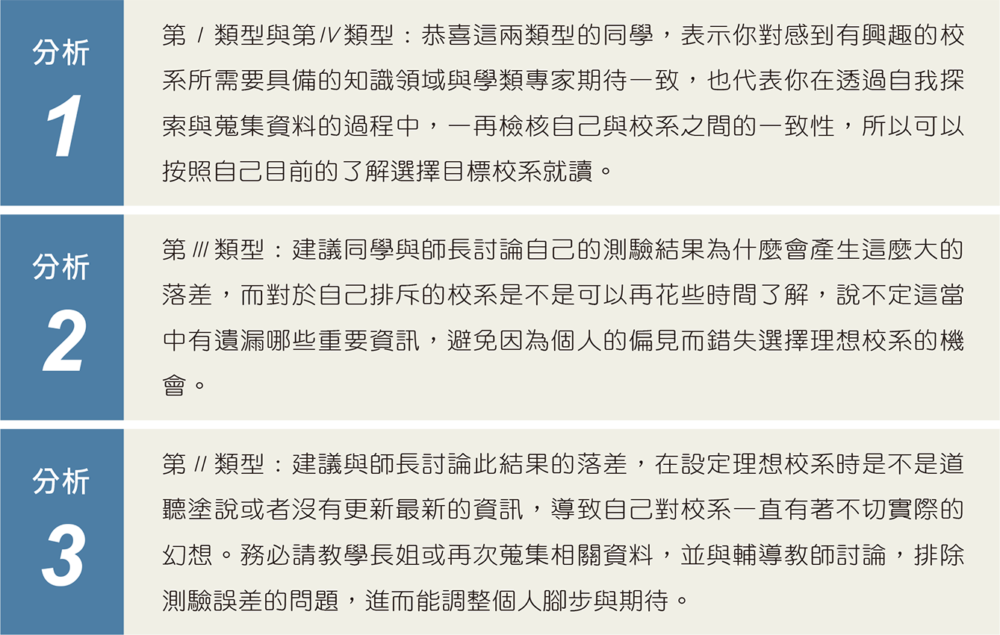 分析
1
第 I 類型與第IV類型：恭喜這兩類型的同學，表示你對感到有興趣的校
系所需要具備的知識領域與學類專家期待一致，也代表你在透過自我探
索與蒐集資料的過程中，一再檢核自己與校系之間的一致性，所以可以
按照自己目前的了解選擇目標校系就讀。
分析
2
第 III 類型：建議同學與師長討論自己的測驗結果為什麼會產生這麼大的
落差，而對於自己排斥的校系是不是可以再花些時間了解，說不定這當
中有遺漏哪些重要資訊，避免因為個人的偏見而錯失選擇理想校系的機
會。
分析
3
第 II 類型：建議與師長討論此結果的落差，在設定理想校系時是不是道
聽塗說或者沒有更新最新的資訊，導致自己對校系一直有著不切實際的
幻想。務必請教學長姐或再次蒐集相關資料，並與輔導教師討論，排除
測驗誤差的問題，進而能調整個人腳步與期待。